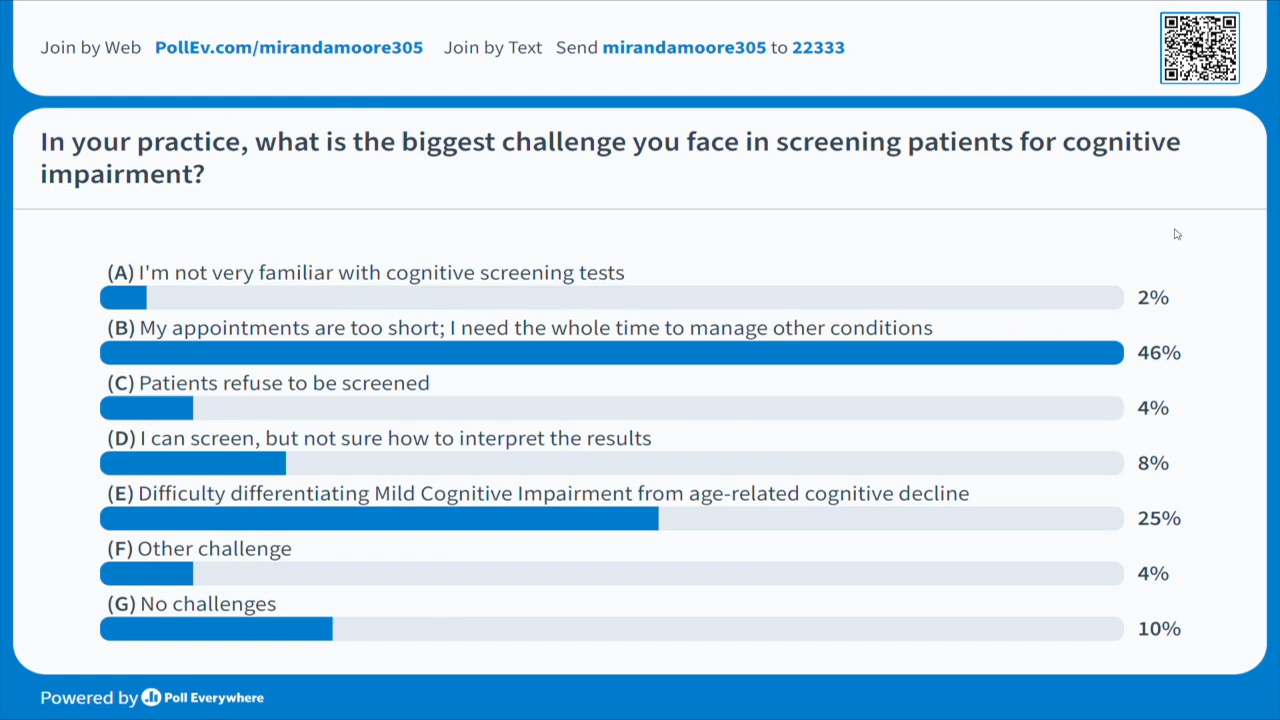 Join by Web PollEv.com/mirandamoore305 Join by Text Send mirandamoore305 to 22333
In your practice, what is the biggest challenge you face in screening patients for cognitive
impairment?
(A) I'm not very familiar with cognitive screening tests
2%
(B) My appointments are too short; I need the whole time to manage other conditions
46%
(C) Patients refuse to be screened
4%
(D) I can screen, but not sure how to interpret the results
8%
(E) Difficulty differentiating Mild Cognitive Impairment from age-related cognitive decline
25%
(F) Other challenge
4%
(G) No challenges
10%
Powered by Poll Everywhere